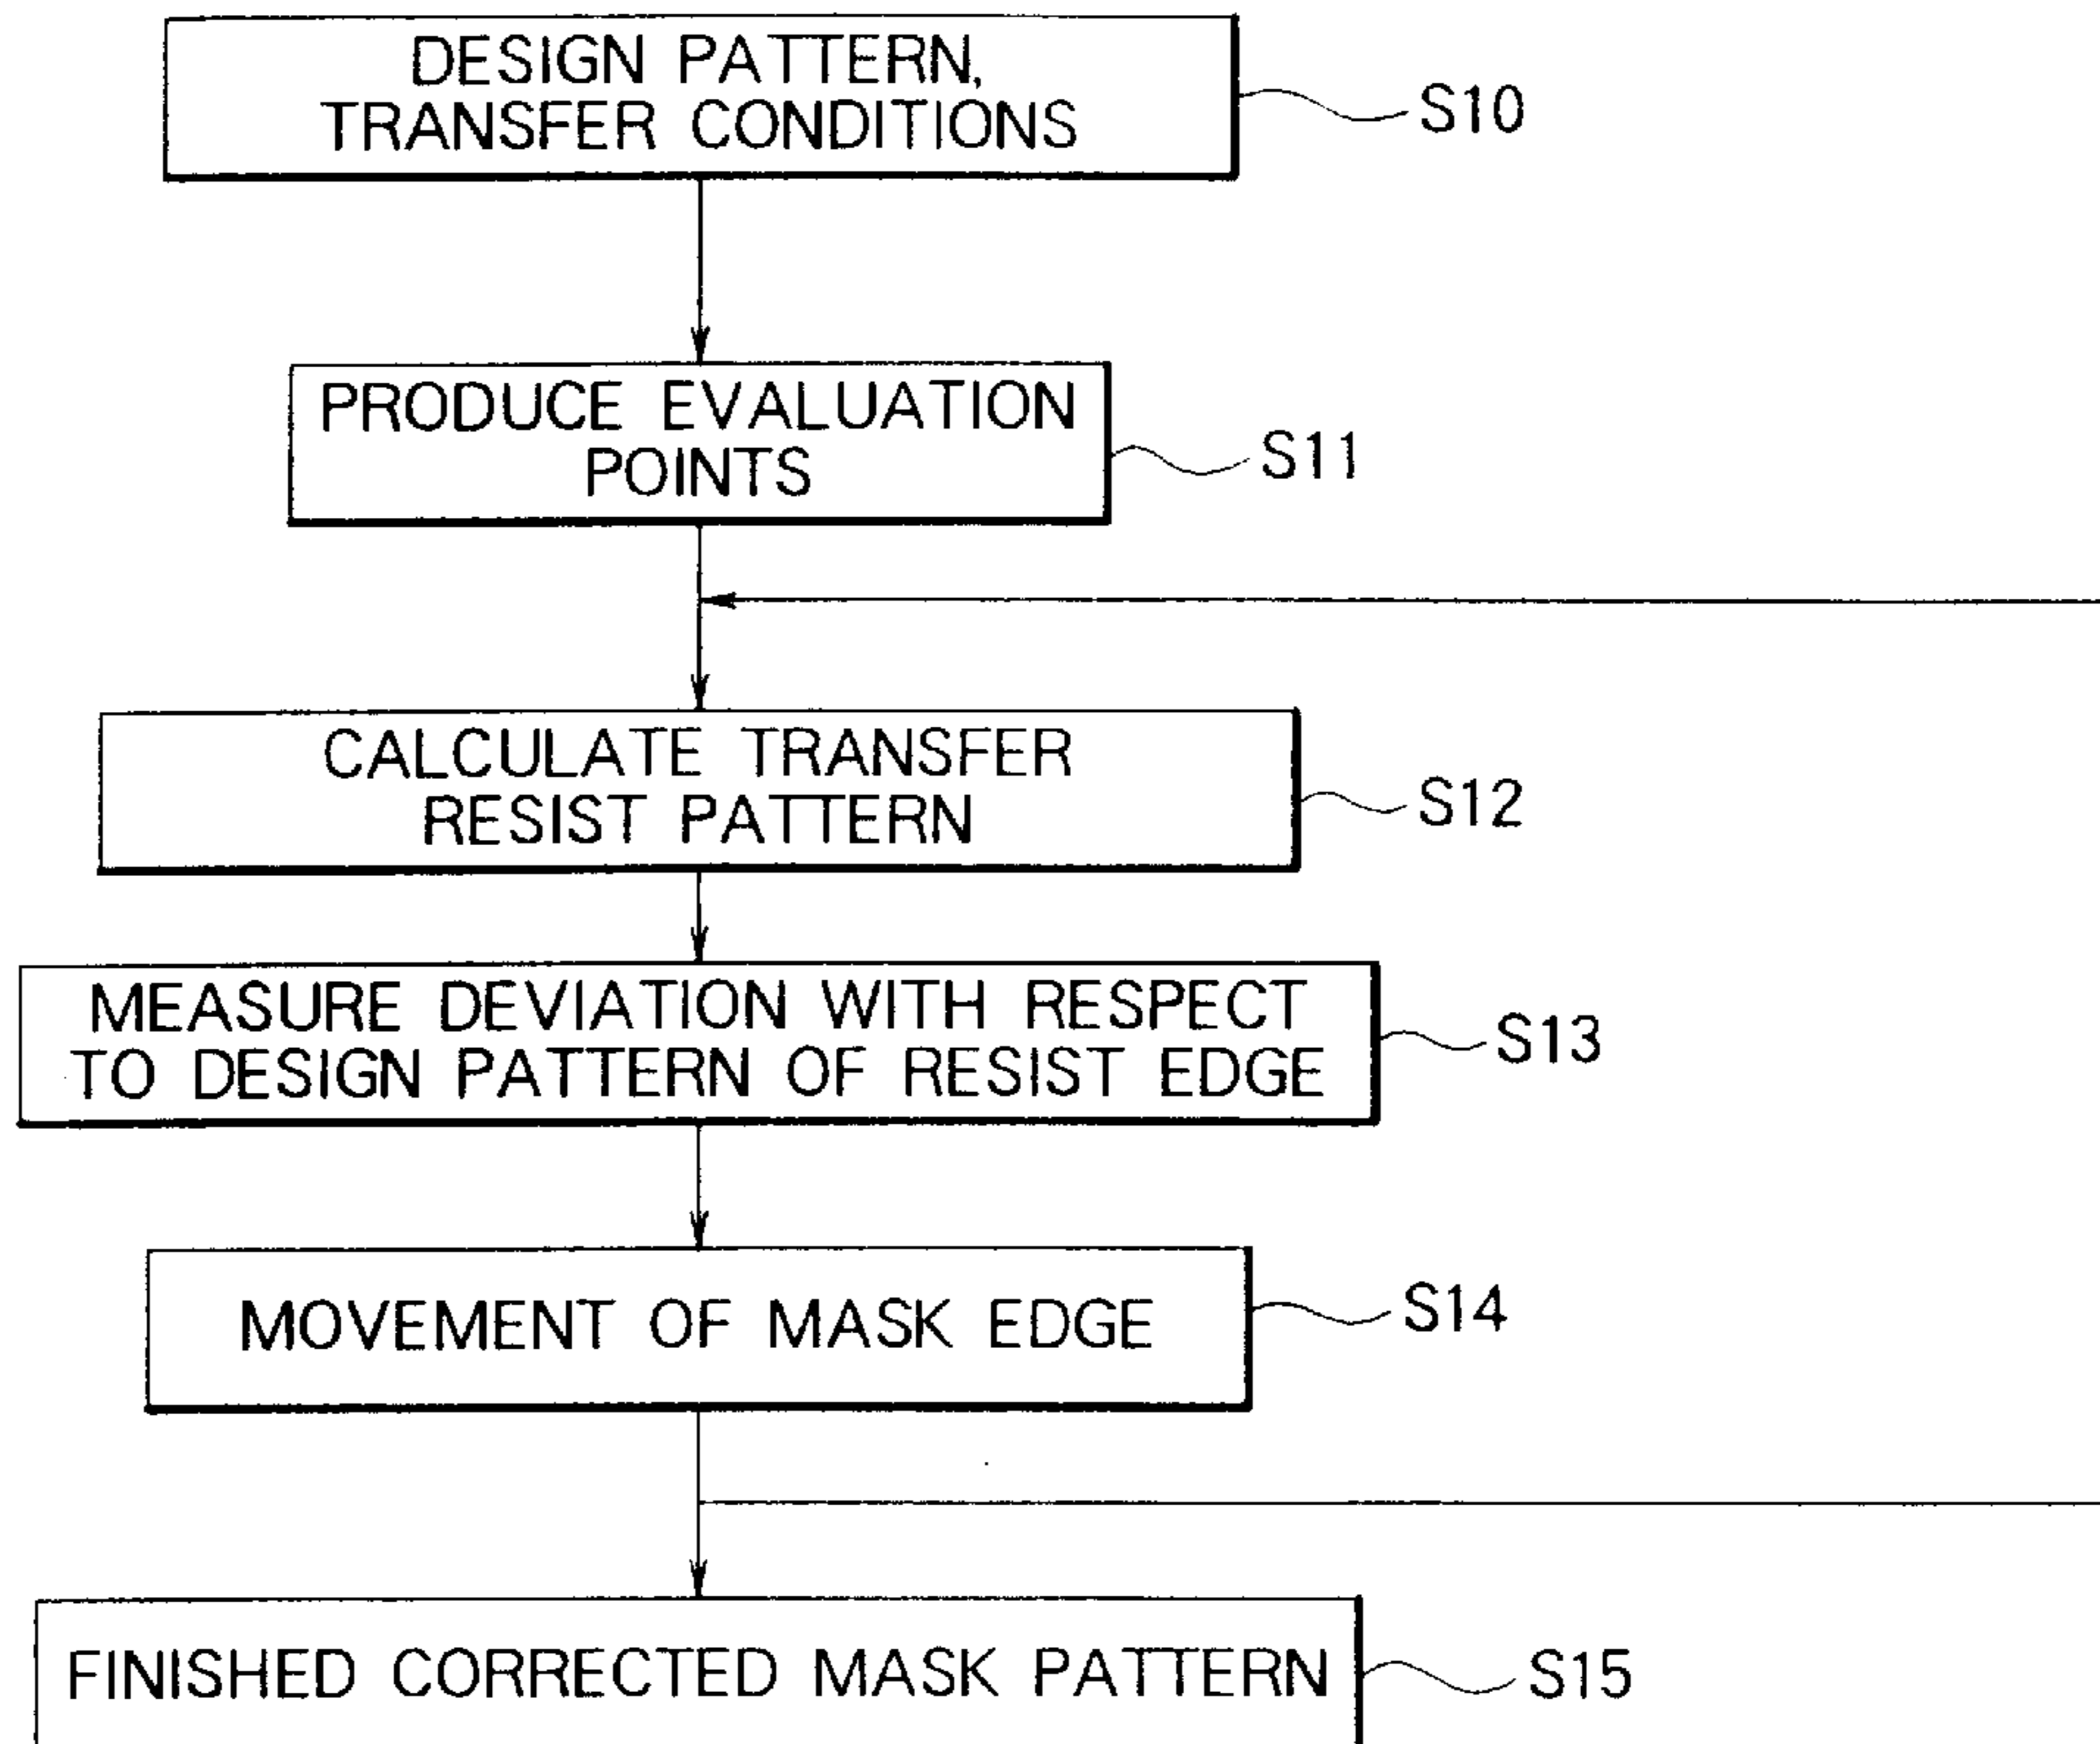 DESIGN PATTERN,
TRANSFER CONDITIONS
S10
PRODUCE EVALUATION
POINTS
S11
CALCULATE TRANSFER
RESIST PATTERN
S12
MEASURE DEVIATION WITH RESPECT
TO DESIGN PATTERN OF RESIST EDGE
S13
MOVEMENT OF MASK EDGE
S14
FINISHED CORRECTED MASK PATTERN
S15